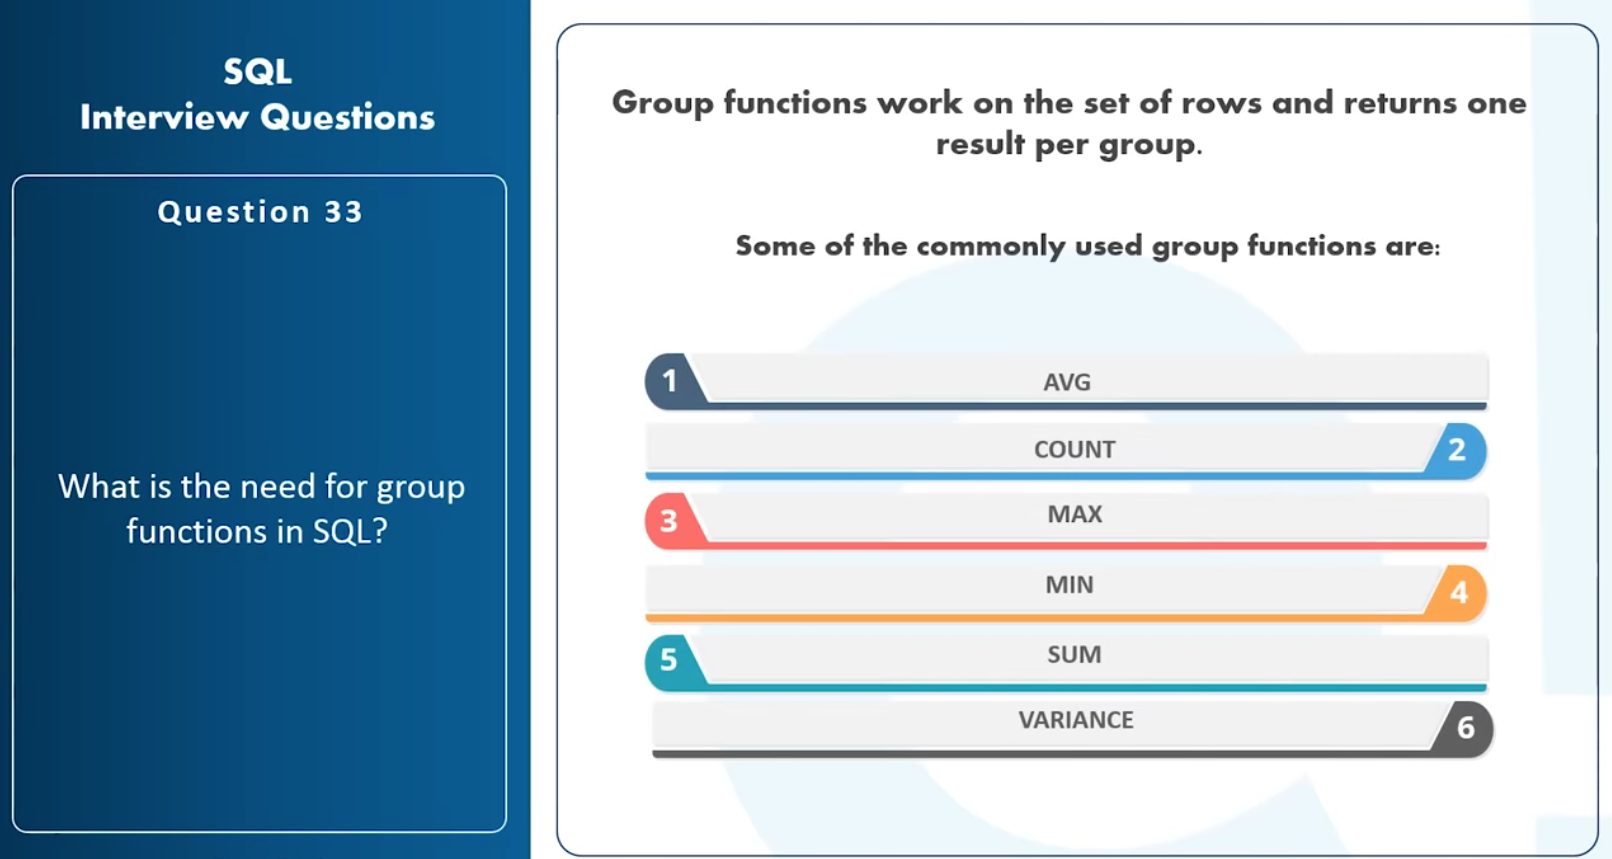 SQL
Interview Questions
Question 33
What is the need for group
functions in SQL?
Group functions work on the set of rows and returns one
result per group.
Some of the commonly used group functions are:
1 AVG
COUNT 2
3 MAX
MIN 4
5 SUM
VARIANCE 6